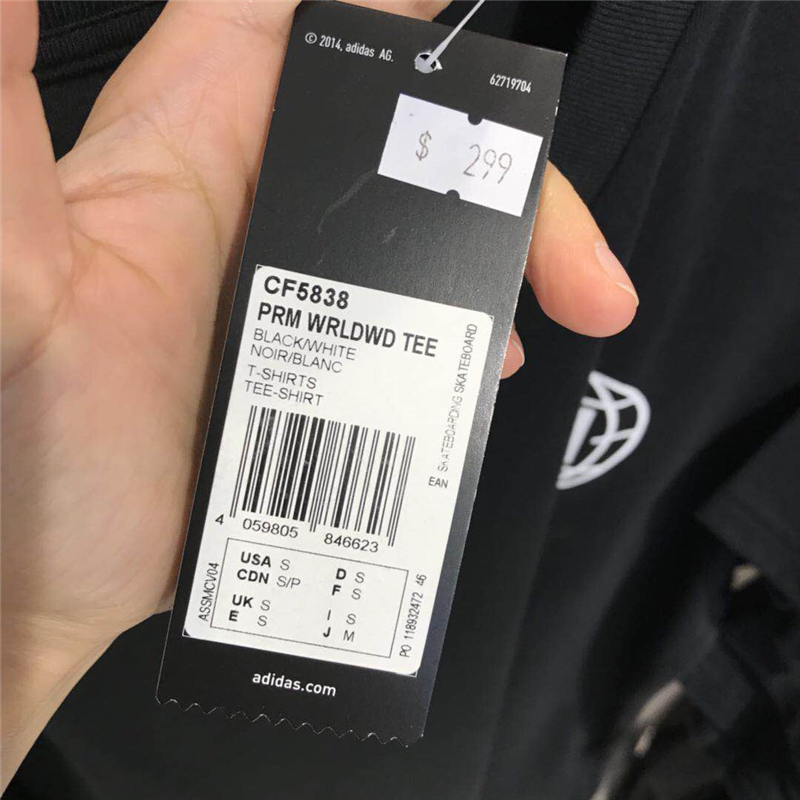 © 2014, adidas AG.
62719704
$ 299
CF5838
PRM WRLDWD TEE
BLACK/WHITE
NOIR/BLANC
T-SHIRTS
TEE-SHIRT
EAN SKATEBOARDING SKATEBOARD
4 059805 846623
ASSMCV04
USA S
CDN S/P
UK S
E S
D S
F S
I S
J M
PO 118932472 46
adidas.com